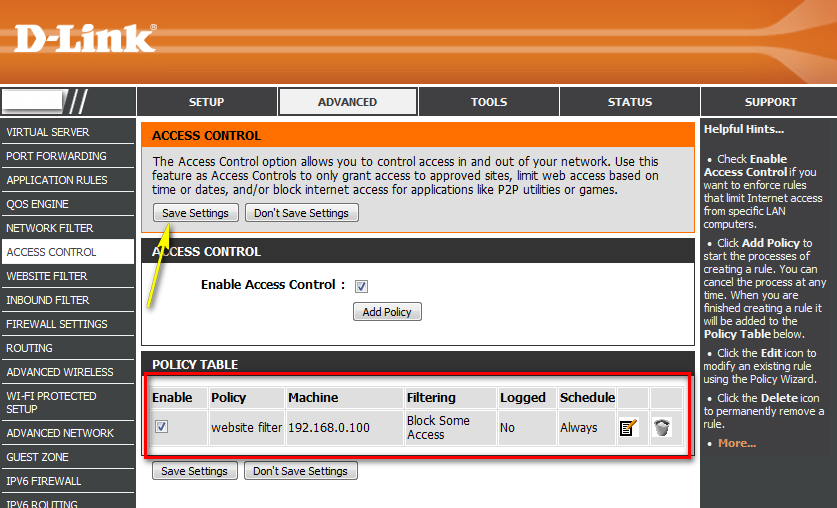 D-Link®
SETUP
ADVANCED
TOOLS
STATUS
SUPPORT
VIRTUAL SERVER
PORT FORWARDING
APPLICATION RULES
QOS ENGINE
NETWORK FILTER
ACCESS CONTROL
WEBSITE FILTER
INBOUND FILTER
FIREWALL SETTINGS
ROUTING
ADVANCED WIRELESS
WI-FI PROTECTED
SETUP
ADVANCED NETWORK
GUEST ZONE
IPV6 FIREWALL
IPV6 ROUTING
ACCESS CONTROL
The Access Control option allows you to control access in and out of your network. Use this
feature as Access Controls to only grant access to approved sites, limit web access based on
time or dates, and/or block internet access for applications like P2P utilities or games.
Save Settings Don't Save Settings
ACCESS CONTROL
Enable Access Control :
Add Policy
POLICY TABLE
Enable Policy Machine Filtering Logged Schedule
website filter 192.168.0.100 Block Some
Access No Always
Save Settings Don't Save Settings
Helpful Hints...
• Check Enable
Access Control if you
want to enforce rules
that limit Internet access
from specific LAN
computers.
• Click Add Policy to
start the processes of
creating a rule. You can
cancel the process at any
time. When you are
finished creating a rule it
will be added to the
Policy Table below.
• Click the Edit icon to
modify an existing rule
using the Policy Wizard.
• Click the Delete icon
to permanently remove a
rule.
• More...